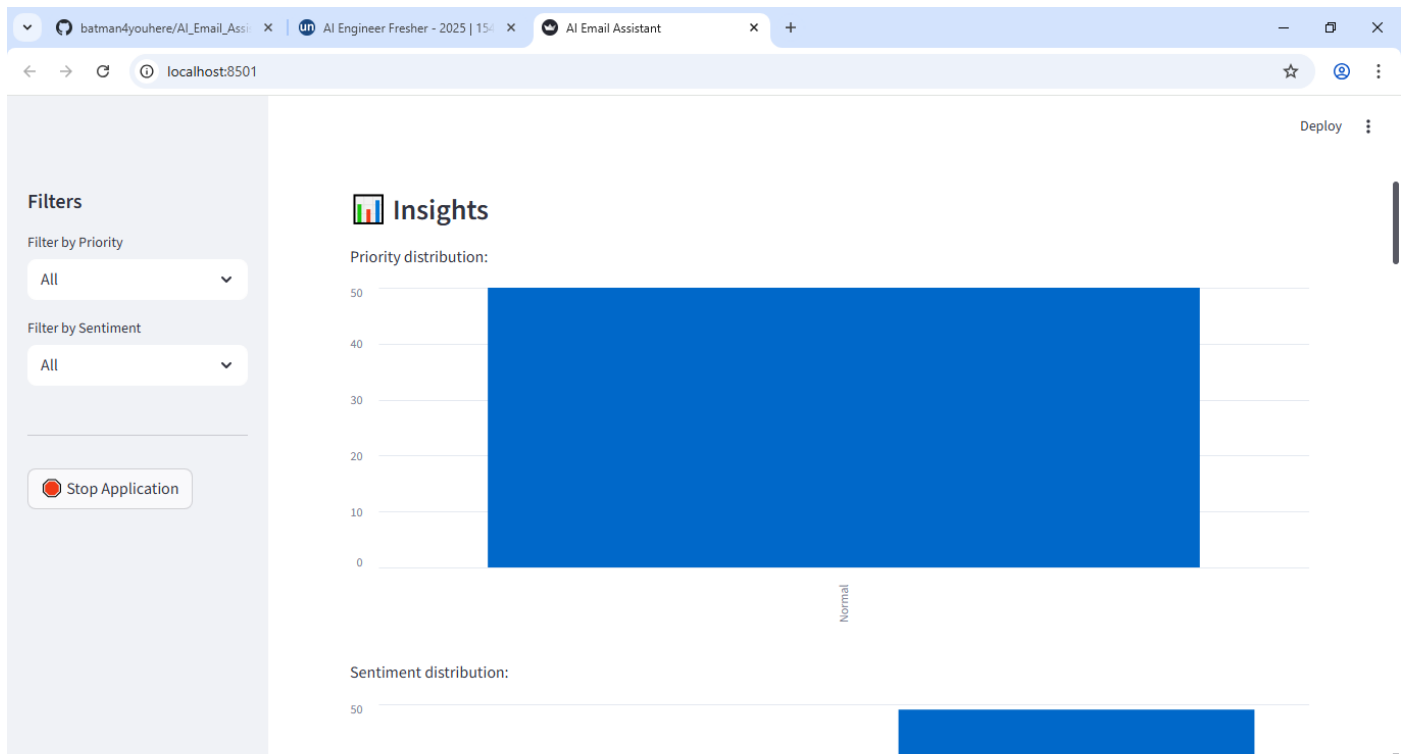 batman4youhere/AI_Email_Assi
AI Engineer Fresher - 2025 | 154
AI Email Assistant
localhost:8501
Deploy
Filters
Filter by Priority
All
Filter by Sentiment
All
Stop Application
Insights
Priority distribution:
50
40
30
20
10
0
Normal
Sentiment distribution:
50